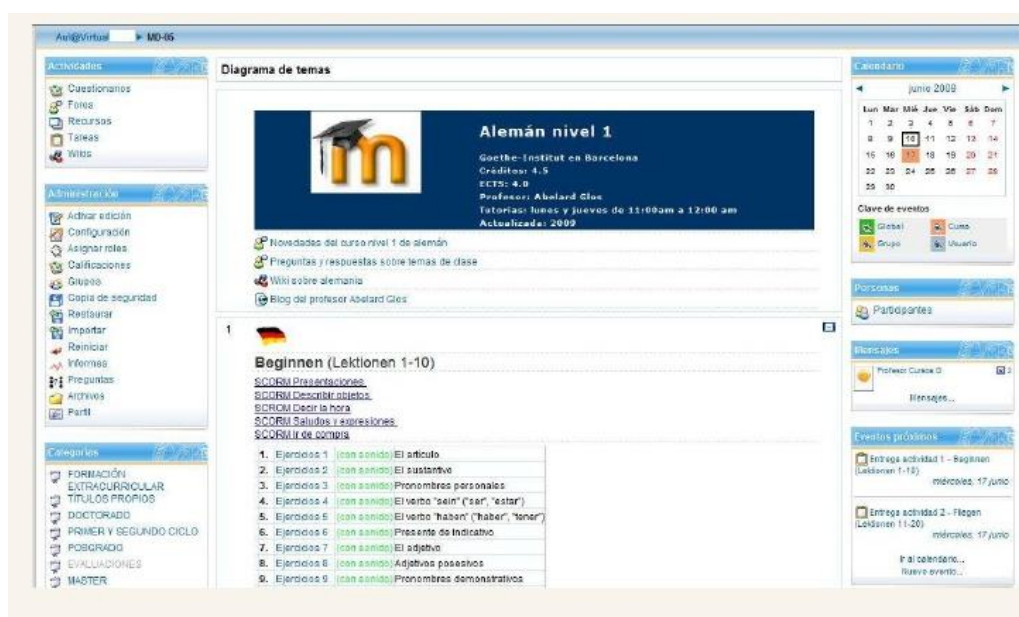 Aul@Virtual ► MD-05
Actividades
Cuestionarios
Foros
Recursos
Tareas
Wikis
Administración
Activar edición
Configuración
Asignar roles
Calificaciones
Grupos
Copia de seguridad
Restaurar
Importar
Reiniciar
Informes
Preguntas
Archivos
Perfil
Categorías
FORMACIÓN
EXTRACURRICULAR
TÍTULOS PROPIOS
DOCTORADO
PRIMER Y SEGUNDO CICLO
POSGRADO
EVALUACIONES
MASTER
Diagrama de temas
m
Alemán nivel 1
Goethe-Institut en Barcelona
Créditos: 4.5
ECTS: 4.0
Profesor: Abelard Glos
Tutorías: lunes y jueves de 11:00am a 12:00 am
Actualizada: 2009
Novedades del curso nivel 1 de alemán
Preguntas y respuestas sobre temas de clase
Wiki sobre alemania
Blog del profesor Abelard Glos
1
Beginnen (Lektionen 1-10)
SCORM Presentaciones
SCORM Describir objetos
SCROM Decir la hora
SCORM Saludos y expresiones
SCORM Ir de compra
1. Ejercicios 1 (con sonido) El artículo
2. Ejercicios 2 (con sonido) El sustantivo
3. Ejercicios 3 (con sonido) Pronombres personales
4. Ejercicios 4 (con sonido) El verbo "sein" ("ser", "estar")
5. Ejercicios 5 (con sonido) El verbo "haben" ("haber", "tener")
6. Ejercicios 6 (con sonido) Presente de Indicativo
7. Ejercicios 7 (con sonido) El adjetivo
8. Ejercicios 8 (con sonido) Adjetivos posesivos
9. Ejercicios 9 (con sonido) Pronombres demonstrativos
Calendario
◄ junio 2009 ►
Lun Mar Mié Jue Vie Sáb Dom
1 2 3 4 5 6 7
8 9 10 11 12 13 14
15 16 17 18 19 20 21
22 23 24 25 26 27 28
29 30
Clave de eventos
Global Curso
Grupo Usuario
Personas
Participantes
Mensajes
Profesor Cursos 2
Mensajes...
Eventos próximos
Entrega actividad 1 - Beginnen
(Lektionen 1-10)
miércoles, 17 junio
Entrega actividad 2 - Fliegen
(Lektionen 11-20)
miércoles, 17 junio
Ir al calendario...
Nuevo evento...